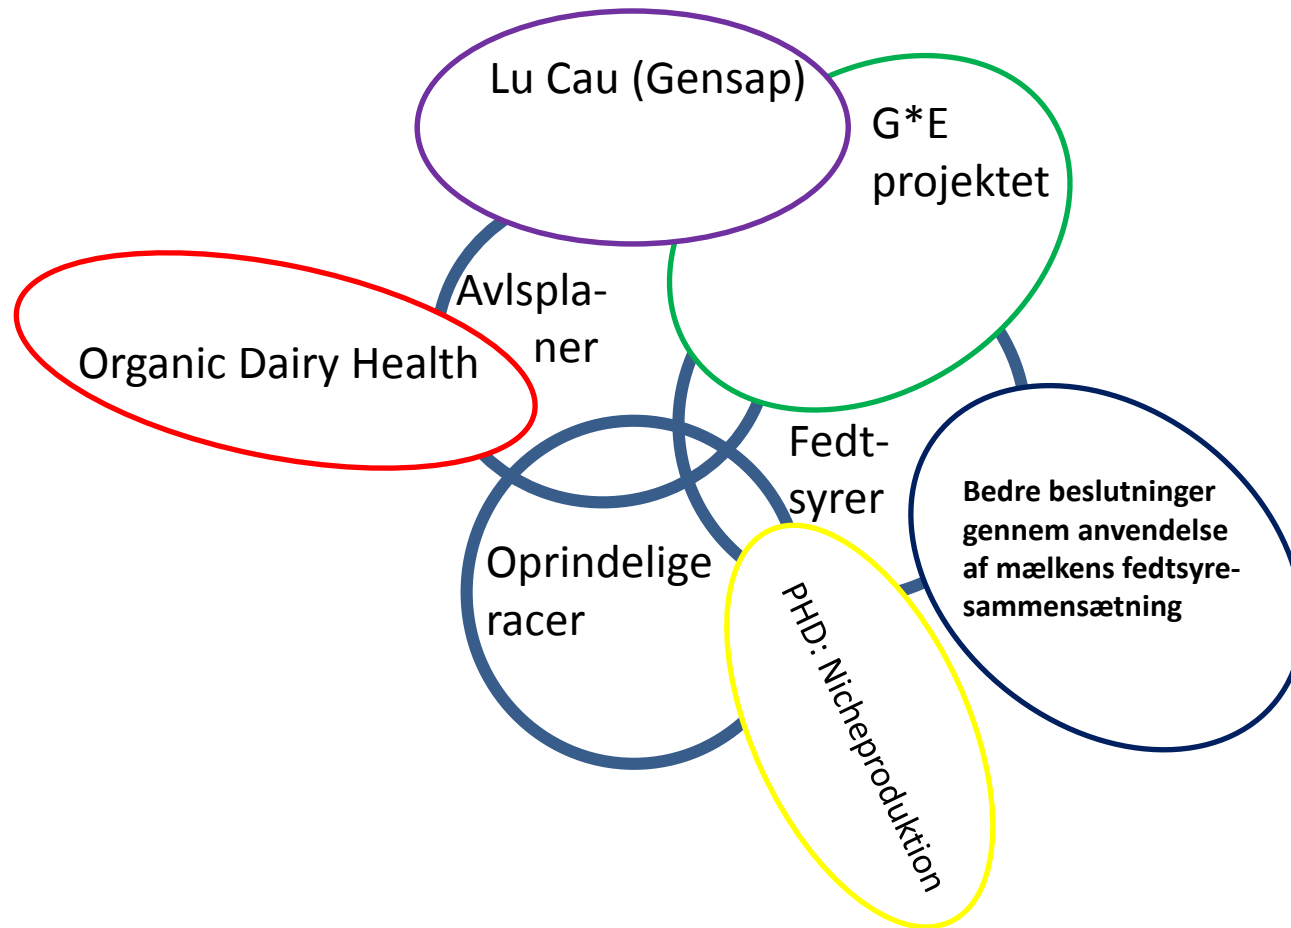 Lu Cau (Gensap)
G*E
projektet
Avlspla-
ner
Organic Dairy Health
Fedt-
syrer
Bedre beslutninger
gennem anvendelse
af mælkens fedtsyre-
sammensætning
Oprindelige
racer
PHD: Nicheproduktion